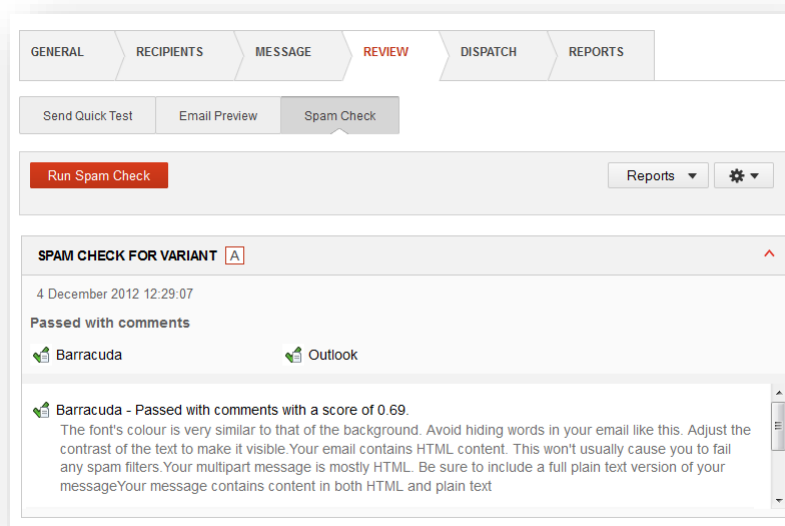 GENERAL RECIPIENTS MESSAGE REVIEW DISPATCH REPORTS
Send Quick Test Email Preview Spam Check
Run Spam Check Reports
SPAM CHECK FOR VARIANT A
4 December 2012 12:29:07
Passed with comments
Barracuda Outlook
Barracuda - Passed with comments with a score of 0.69.
The font's colour is very similar to that of the background. Avoid hiding words in your email like this. Adjust the
contrast of the text to make it visible.Your email contains HTML content. This won't usually cause you to fail
any spam filters.Your multipart message is mostly HTML. Be sure to include a full plain text version of your
messageYour message contains content in both HTML and plain text